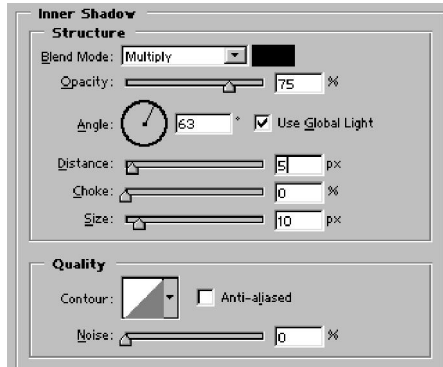 Inner Shadow
Structure
Blend Mode: Multiply
Opacity: 75 %
Angle: 63 ° Use Global Light
Distance: 5 px
Choke: 0 %
Size: 10 px
Quality
Contour: Anti-aliased
Noise: 0 %